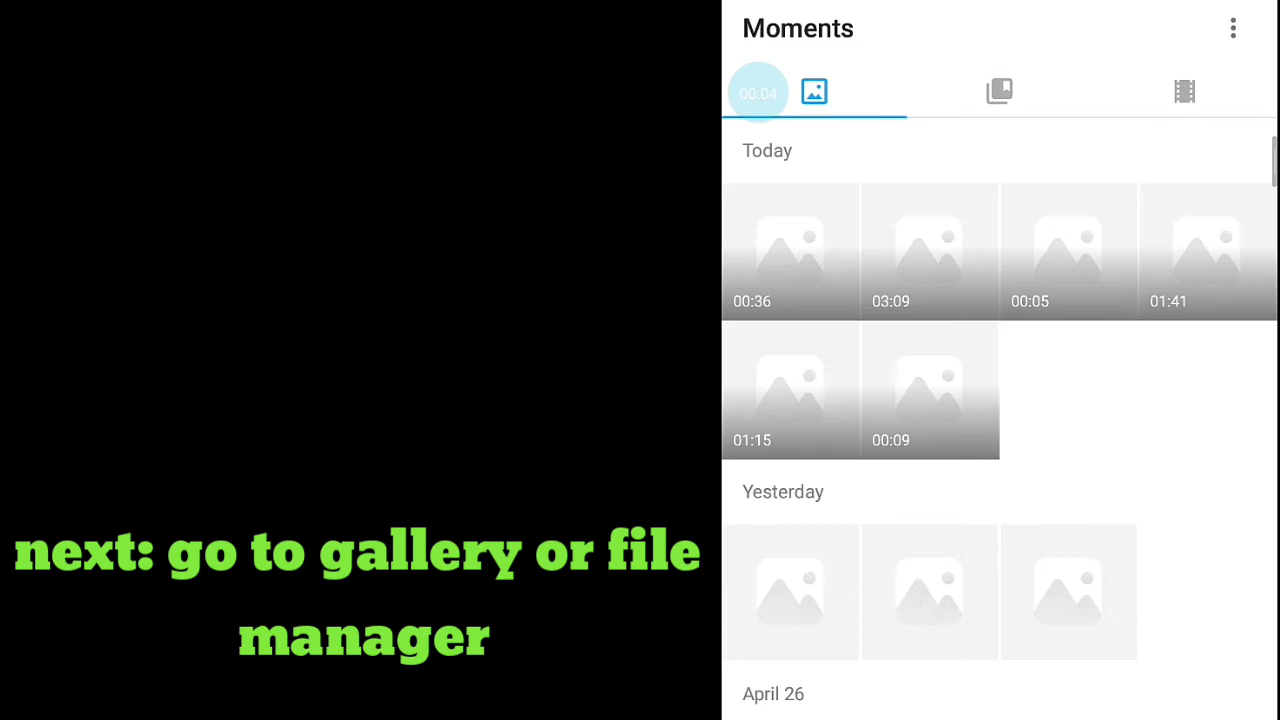 Moments
00:04
Today
00:36
03:09
00:05
01:41
01:15
00:09
Yesterday
April 26
next: go to gallery or file
manager